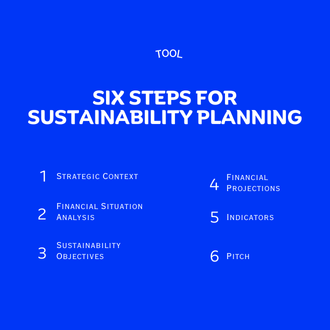 TOOL
SIX STEPS FOR
SUSTAINABILITY PLANNING
1 STRATEGIC CONTEXT
2 FINANCIAL SITUATION
ANALYSIS
3 SUSTAINABILITY
OBJECTIVES
4 FINANCIAL
PROJECTIONS
5 INDICATORS
6 PITCH